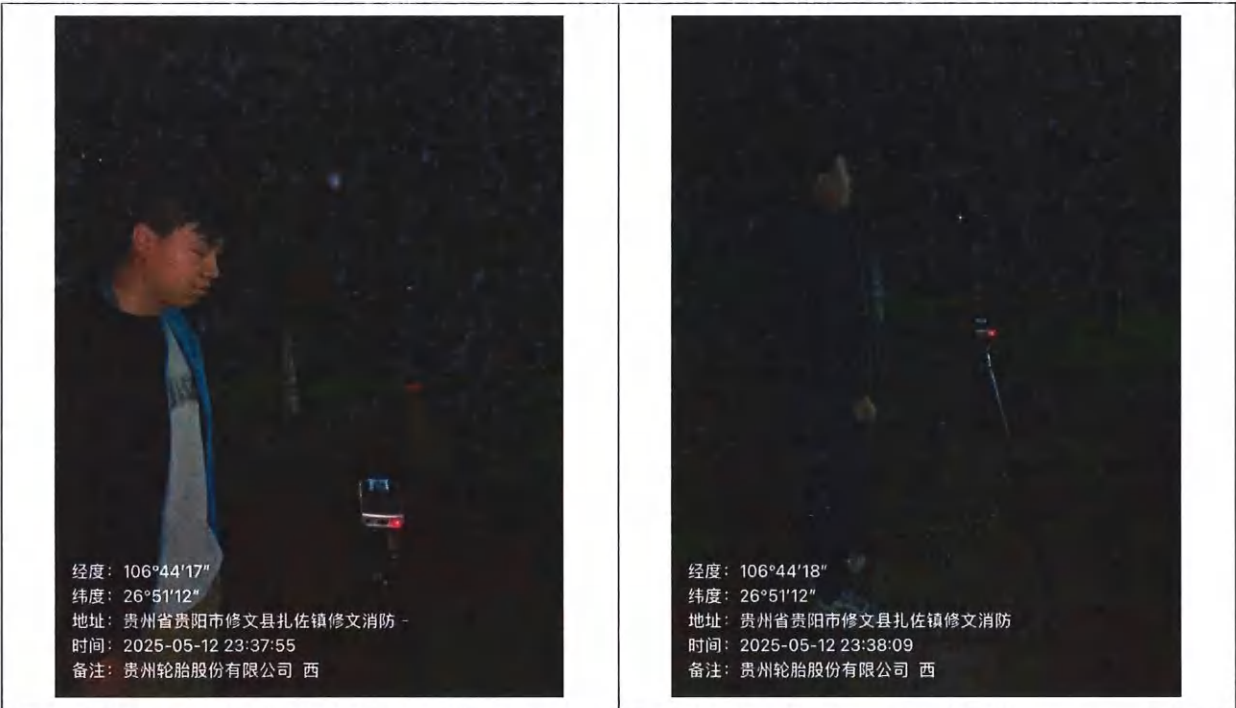 经度：106°44'17"
纬度：26°51'12"
地址：贵州省贵阳市修文县扎佐镇修文消防
时间：2025-05-12 23:37:55
备注：贵州轮胎股份有限公司 西
经度：106°44'18"
纬度：26°51'12"
地址：贵州省贵阳市修文县扎佐镇修文消防
时间：2025-05-12 23:38:09
备注：贵州轮胎股份有限公司 西